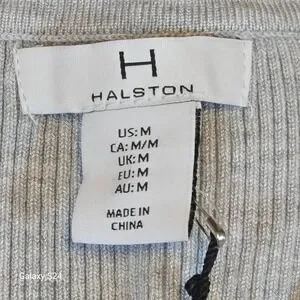 H
HALSTON
US: M
CA: M/M
UK: M
EU: M
AU: M
MADE IN
CHINA
Galaxy S24